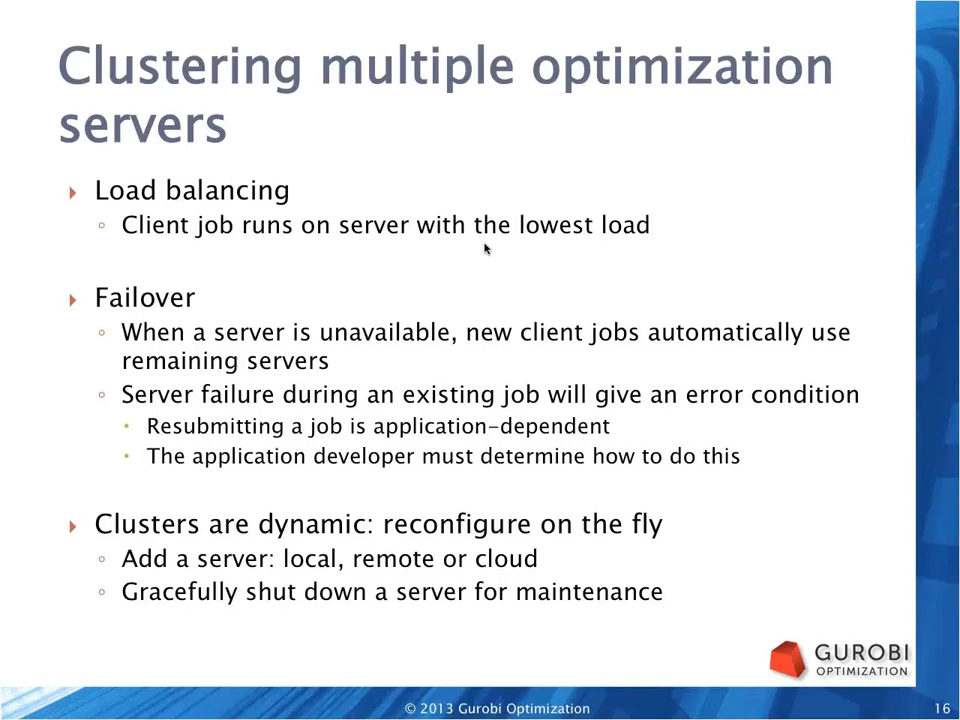 Clustering multiple optimization
servers
Load balancing
Client job runs on server with the lowest load
Failover
When a server is unavailable, new client jobs automatically use
remaining servers
Server failure during an existing job will give an error condition
Resubmitting a job is application-dependent
The application developer must determine how to do this
Clusters are dynamic: reconfigure on the fly
Add a server: local, remote or cloud
Gracefully shut down a server for maintenance
GUROBI
OPTIMIZATION
© 2013 Gurobi Optimization
16